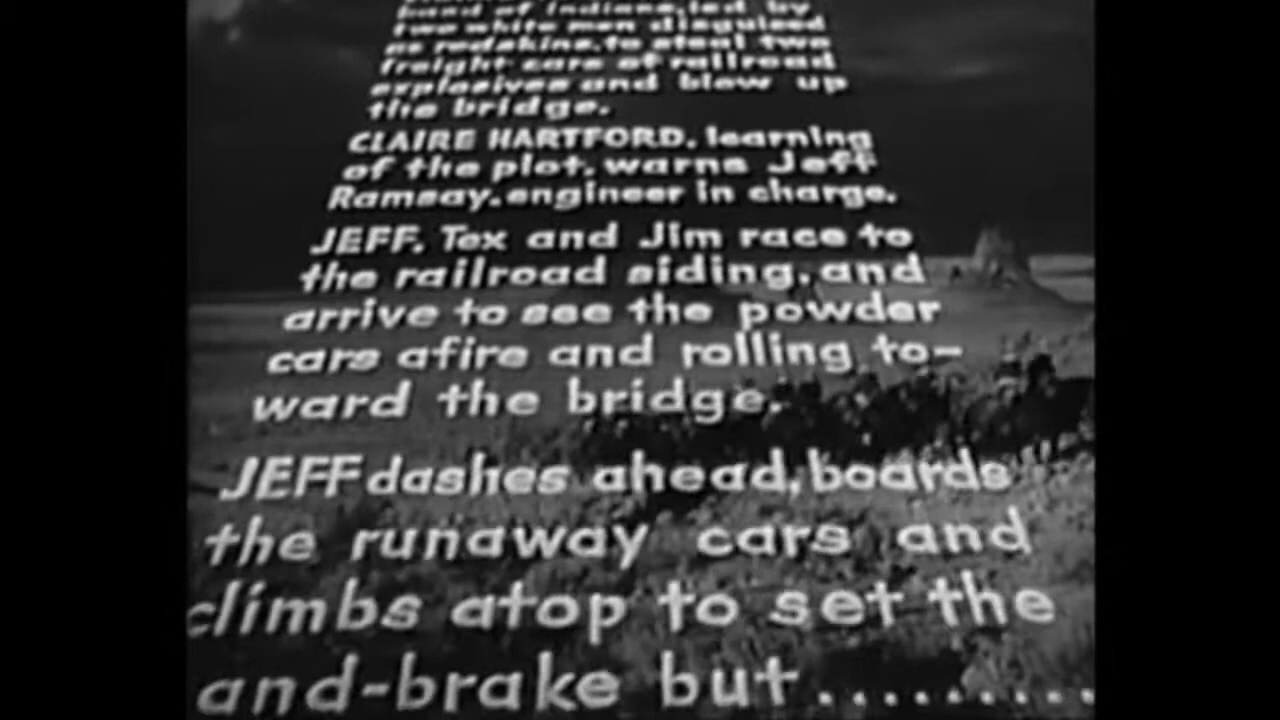 band of Indians, led by
two white men disguised
as redskins, to steal two
freight cars of railroad
explosives and blow up
the bridge.
CLAIRE HARTFORD, learning
of the plot, warns Jeff
Ramsay, engineer in charge.
JEFF, Tex and Jim race to
the railroad siding, and
arrive to see the powder
cars afire and rolling to-
ward the bridge.
JEFF dashes ahead, boards
the runaway cars and
climbs atop to set the
and-brake but..........